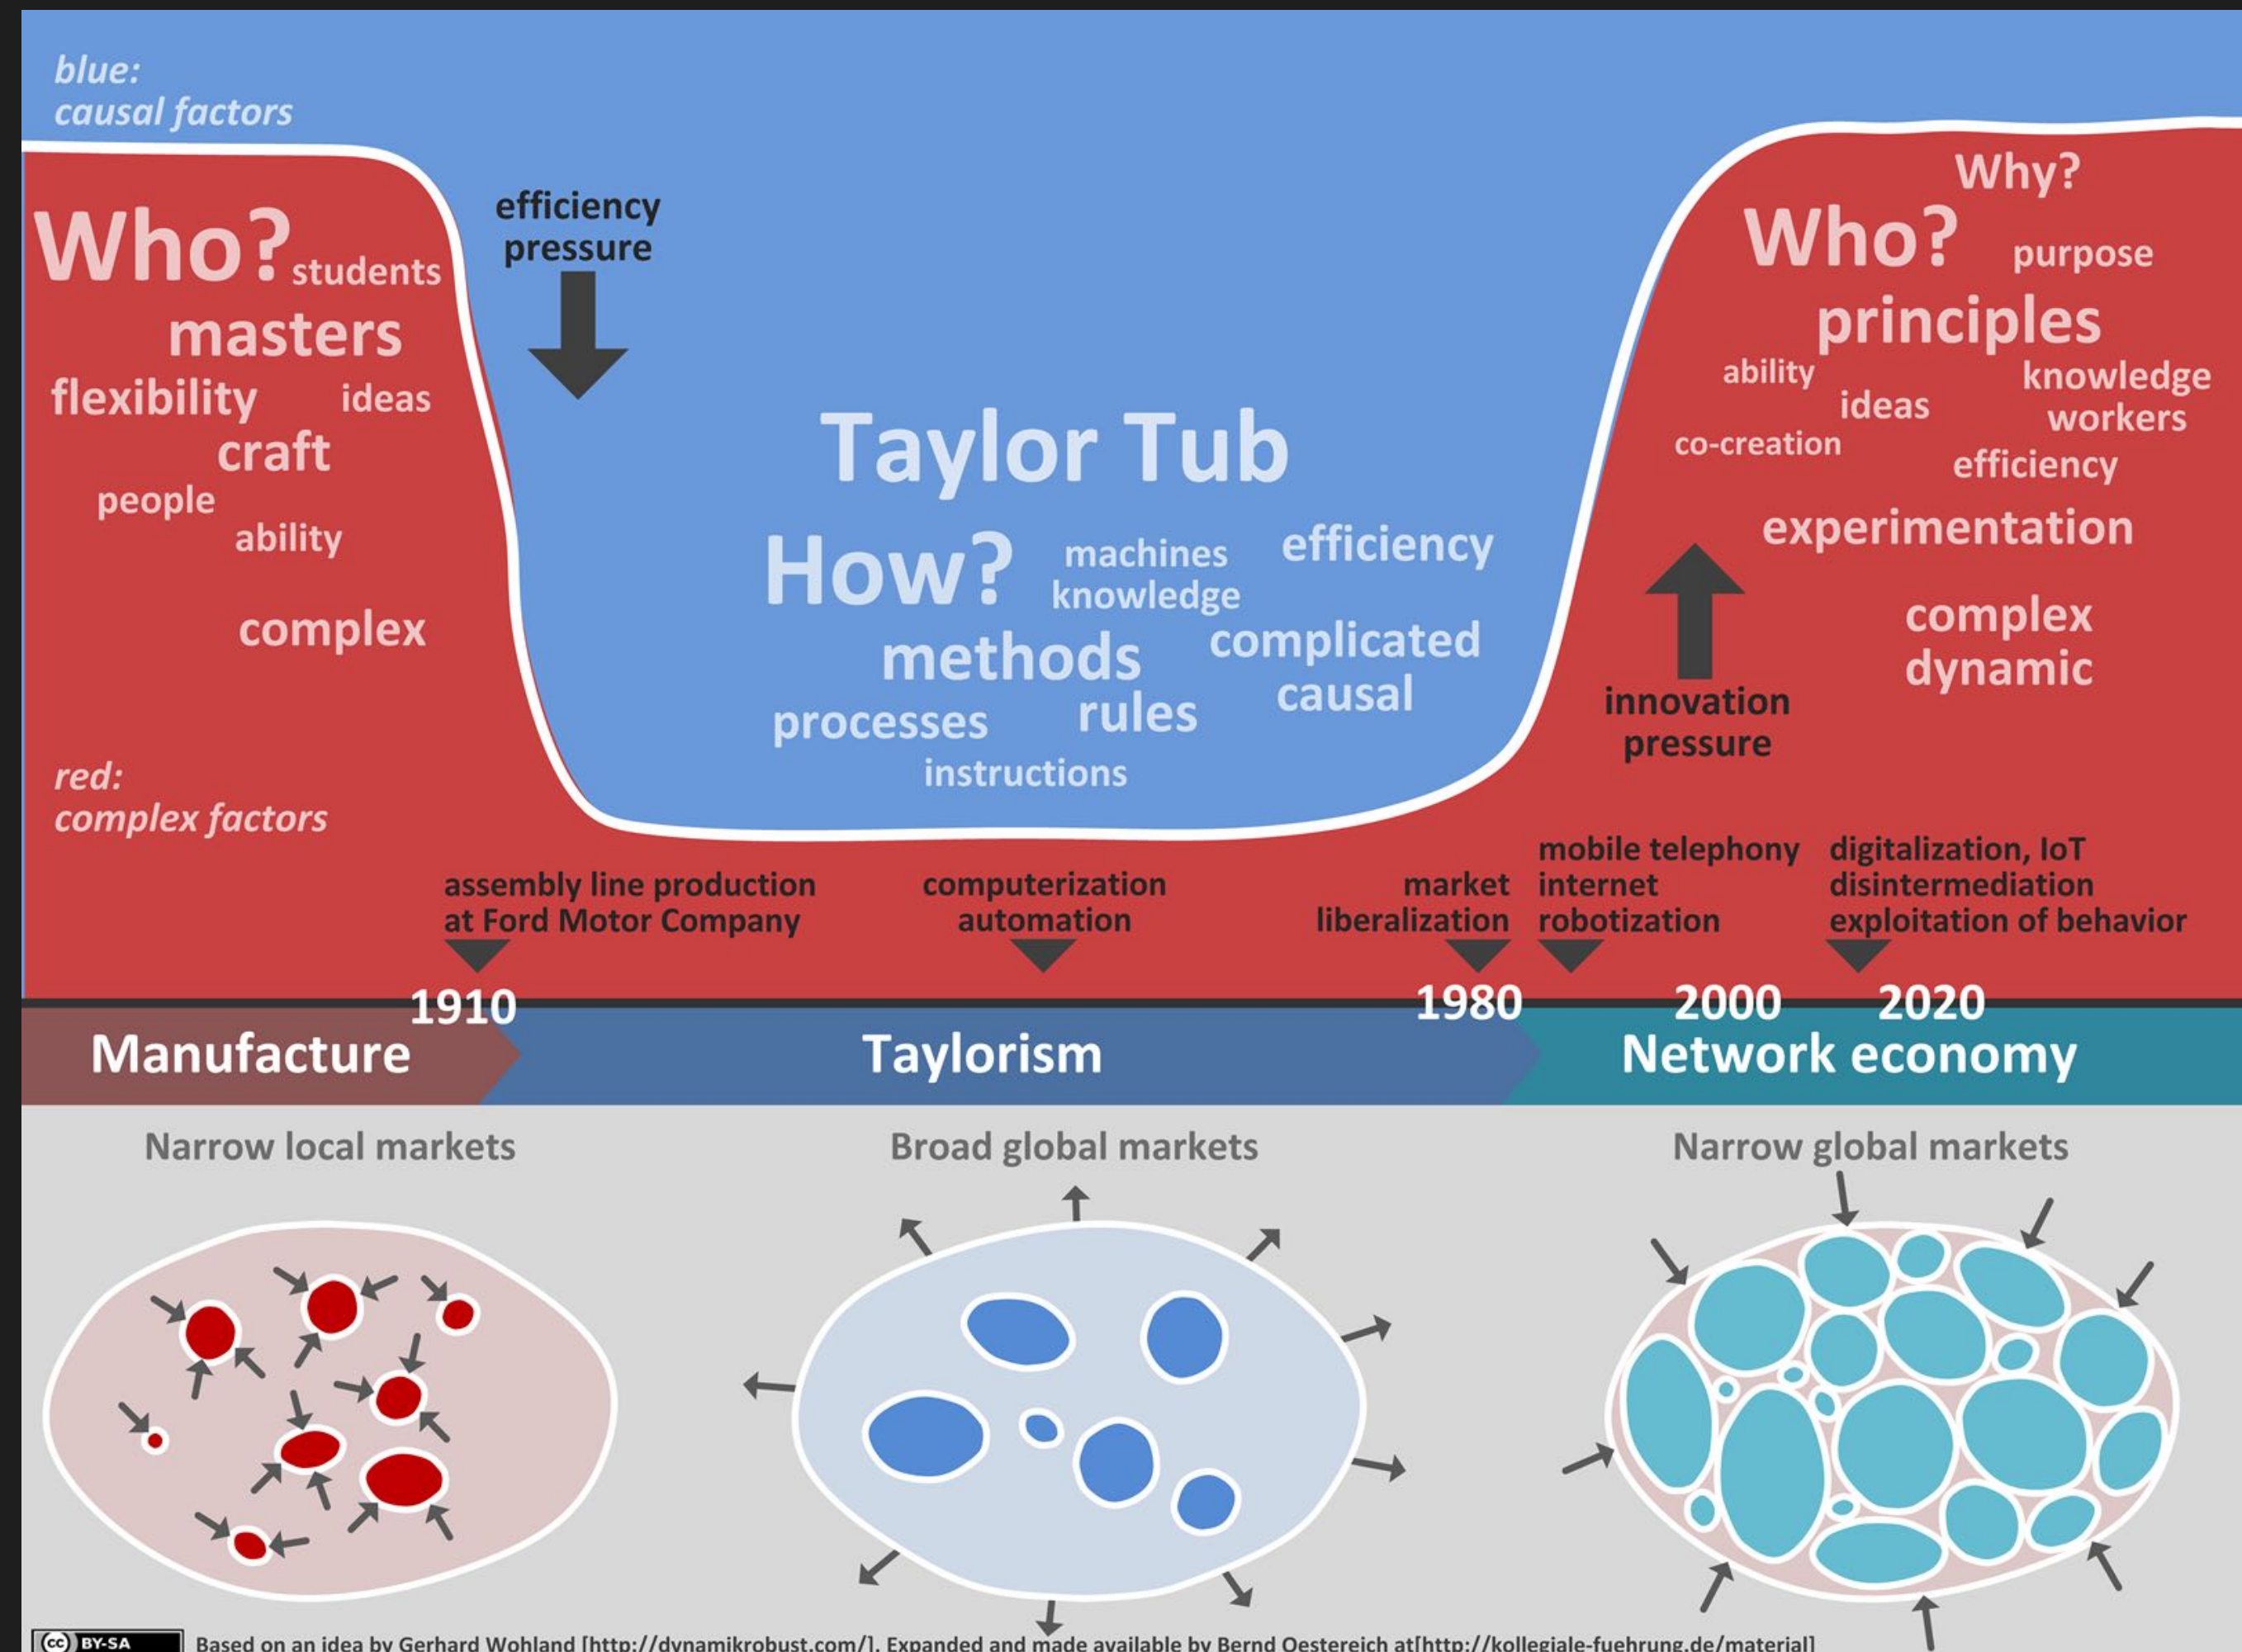 blue:
causal factors
Who? students
masters
flexibility ideas
craft
people
ability
complex
red:
complex factors
efficiency
pressure
Taylor Tub
How? machines efficiency
knowledge
methods complicated
causal
processes rules
instructions
Why?
Who? purpose
principles
ability knowledge
ideas workers
co-creation
efficiency
experimentation
complex
dynamic
innovation
pressure
assembly line production
at Ford Motor Company
computerization
automation
market
liberalization
mobile telephony
internet
robotization
digitalization, IoT
disintermediation
exploitation of behavior
1910 1980 2000 2020
Manufacture Taylorism Network economy
Narrow local markets Broad global markets Narrow global markets
cc BY-SA Based on an idea by Gerhard Wohland [http://dynamikrobust.com/]. Expanded and made available by Bernd Oestereich at[http://kollegiale-fuehrung.de/material]